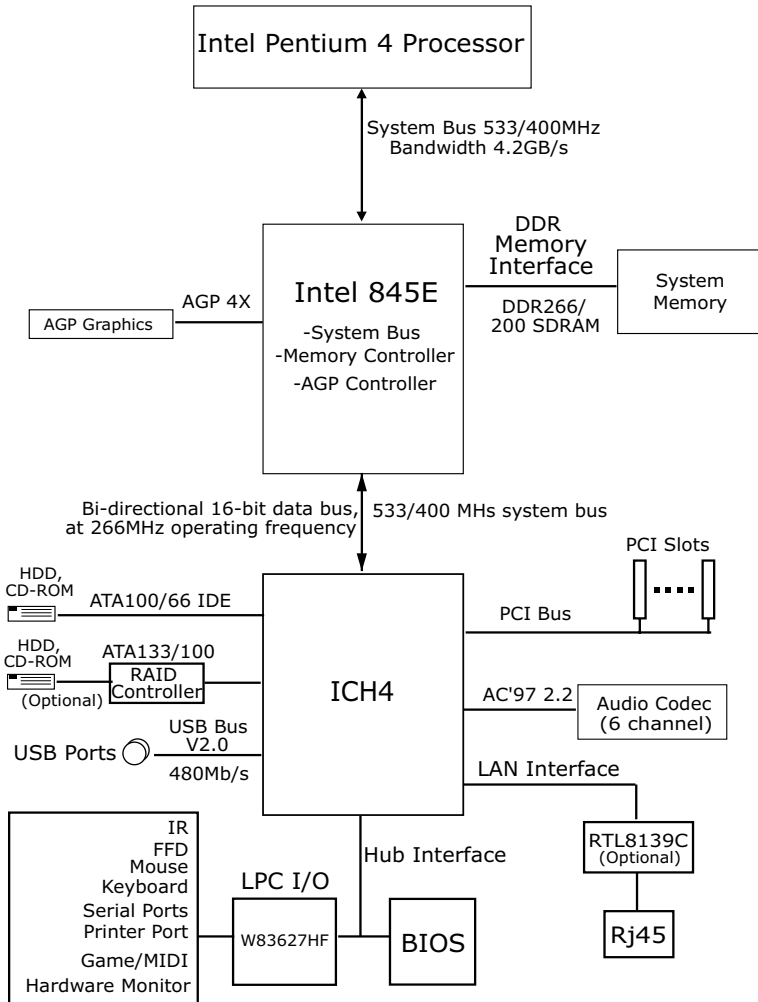 Intel Pentium 4 Processor
System Bus 533/400MHz
Bandwidth 4.2GB/s
DDR
Memory
Interface
DDR266/
200 SDRAM
System
Memory
Intel 845E
-System Bus
-Memory Controller
-AGP Controller
AGP 4X
AGP Graphics
Bi-directional 16-bit data bus,
at 266MHz operating frequency
533/400 MHs system bus
PCI Slots
PCI Bus
HDD,
CD-ROM
ATA100/66 IDE
HDD,
CD-ROM
(Optional)
ATA133/100
RAID
Controller
ICH4
AC'97 2.2
Audio Codec
(6 channel)
USB Ports
USB Bus
V2.0
480Mb/s
LAN Interface
RTL8139C
(Optional)
Rj45
Hub Interface
IR
FFD
Mouse
Keyboard
Serial Ports
Printer Port
Game/MIDI
Hardware Monitor
LPC I/O
W83627HF
BIOS